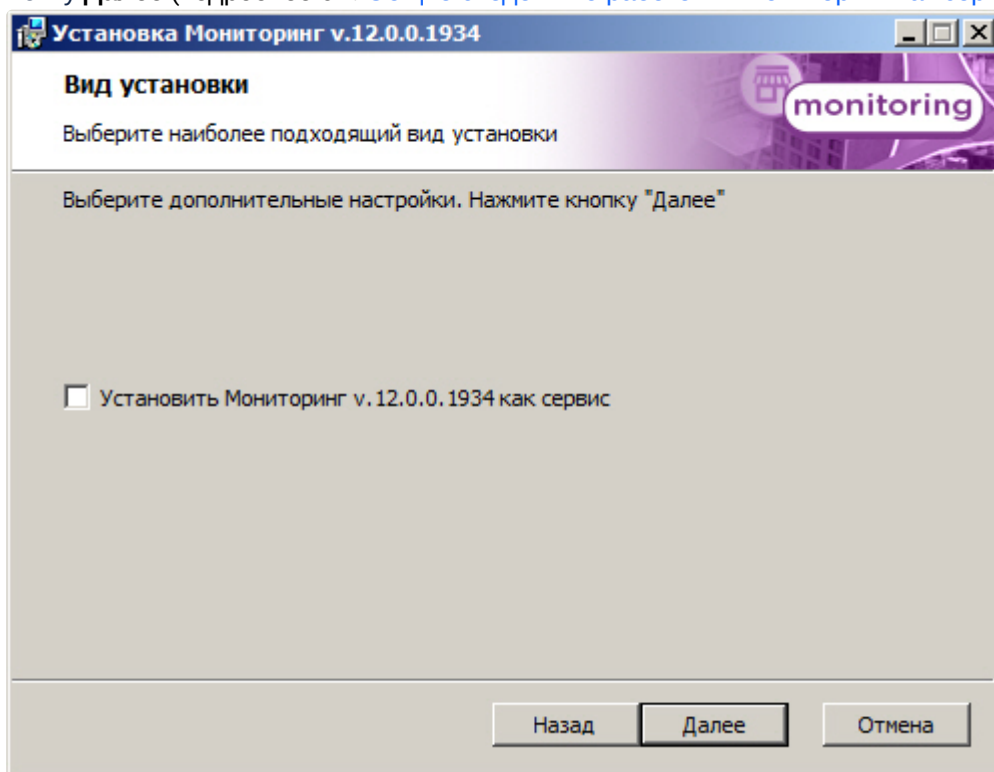 Установка Мониторинг v.12.0.0.1934
Вид установки
Выберите наиболее подходящий вид установки
monitoring
Выберите дополнительные настройки. Нажмите кнопку "Далее"
Установить Мониторинг v.12.0.0.1934 как сервис
Назад Далее Отмена